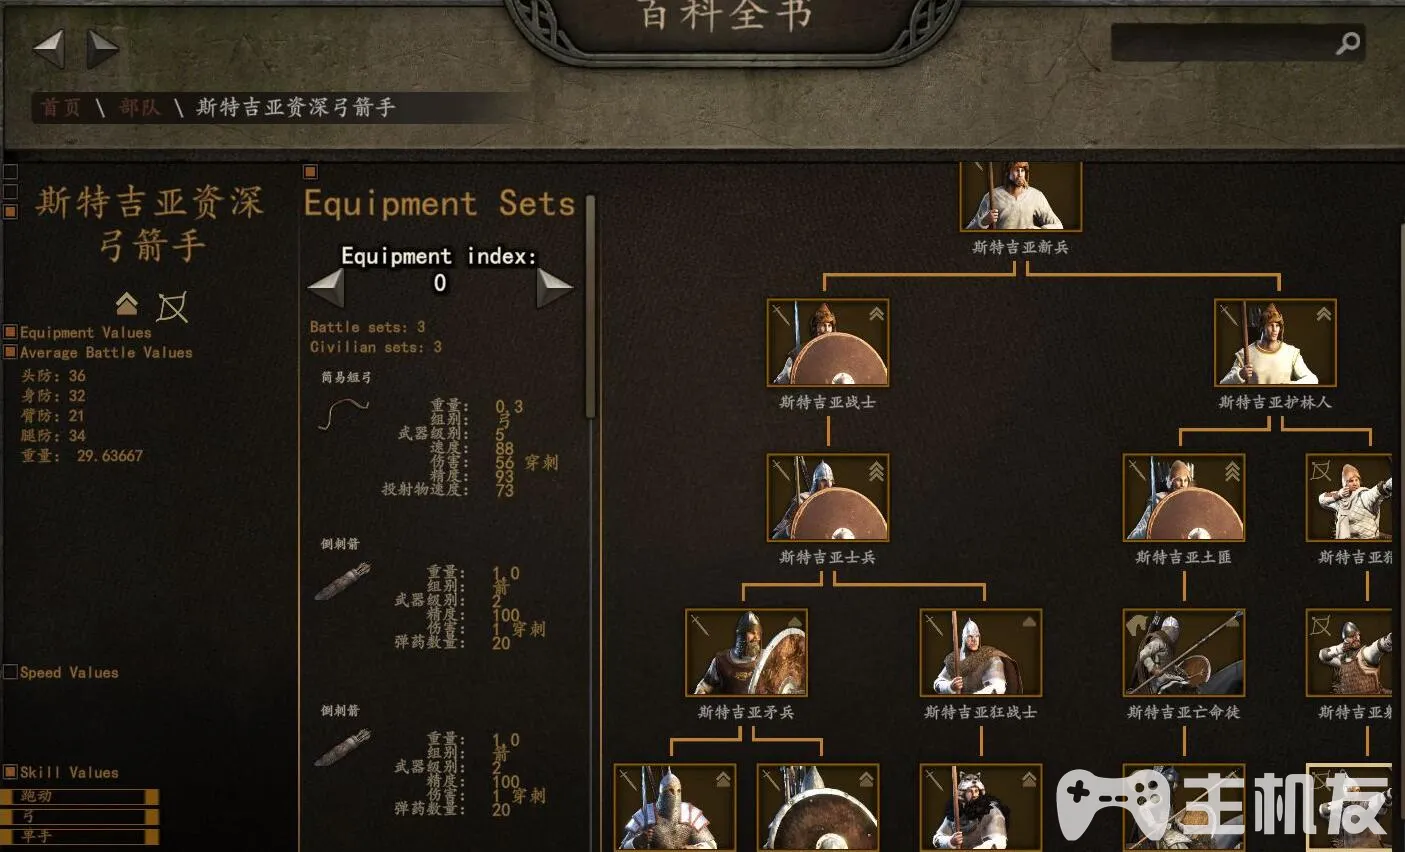 百科全书
首页 \ 部队 \ 斯特吉亚资深弓箭手
斯特吉亚资深
弓箭手
Equipment Values
Average Battle Values
头防: 36
身防: 32
臂防: 21
腿防: 34
重量: 29.63667
Speed Values
Skill Values
跑动
弓
单手
Equipment Sets
Equipment index:
0
Battle sets: 3
Civilian sets: 3
简易短弓
重量: 0.3
组别: 弓
武器级别: 5
速度: 88
伤害: 56 穿刺
精度: 93
投射物速度: 73
倒刺箭
重量: 1.0
组别: 箭
武器级别: 2
精度: 100
伤害: 1 穿刺
弹药数量: 20
倒刺箭
重量: 1.0
组别: 箭
武器级别: 2
精度: 100
伤害: 1 穿刺
弹药数量: 20
斯特吉亚新兵
斯特吉亚战士
斯特吉亚护林人
斯特吉亚士兵
斯特吉亚土匪
斯特吉亚猎
斯特吉亚矛兵
斯特吉亚狂战士
斯特吉亚亡命徒
斯特吉亚射
主机友